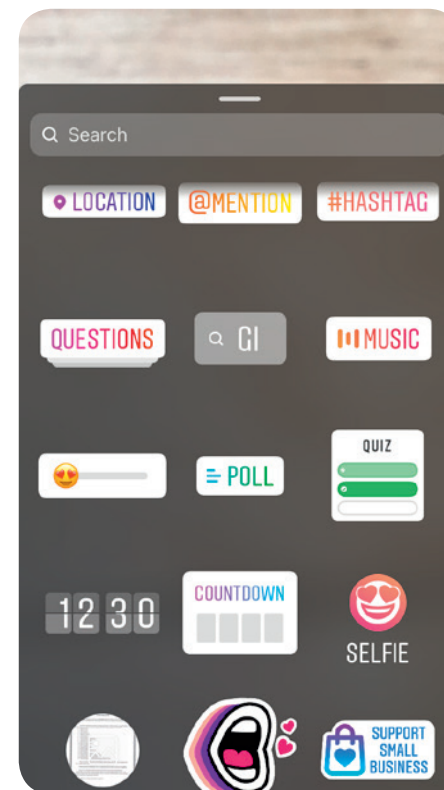 Search
LOCATION @MENTION #HASHTAG
QUESTIONS GI MUSIC
POLL QUIZ
12 30 COUNTDOWN
SELFIE
SUPPORT
SMALL
BUSINESS